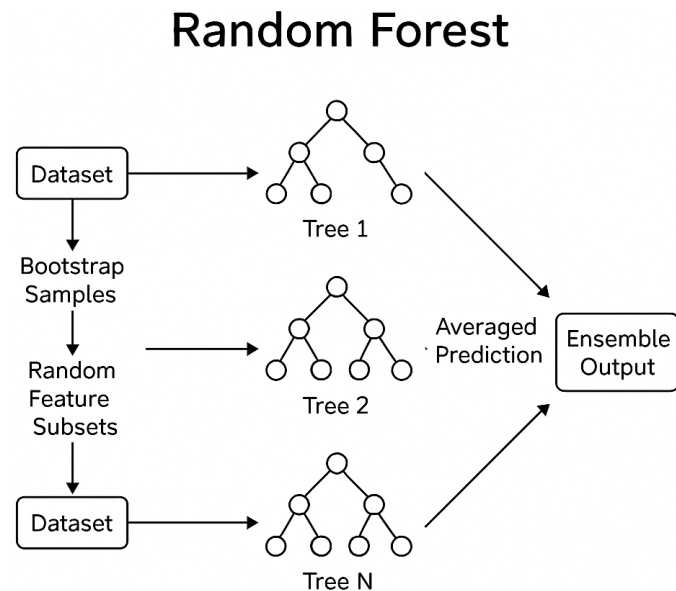 Random Forest
Dataset
Bootstrap
Samples
Random
Feature
Subsets
Dataset
Tree 1
Tree 2
Tree N
Averaged
Prediction
Ensemble
Output